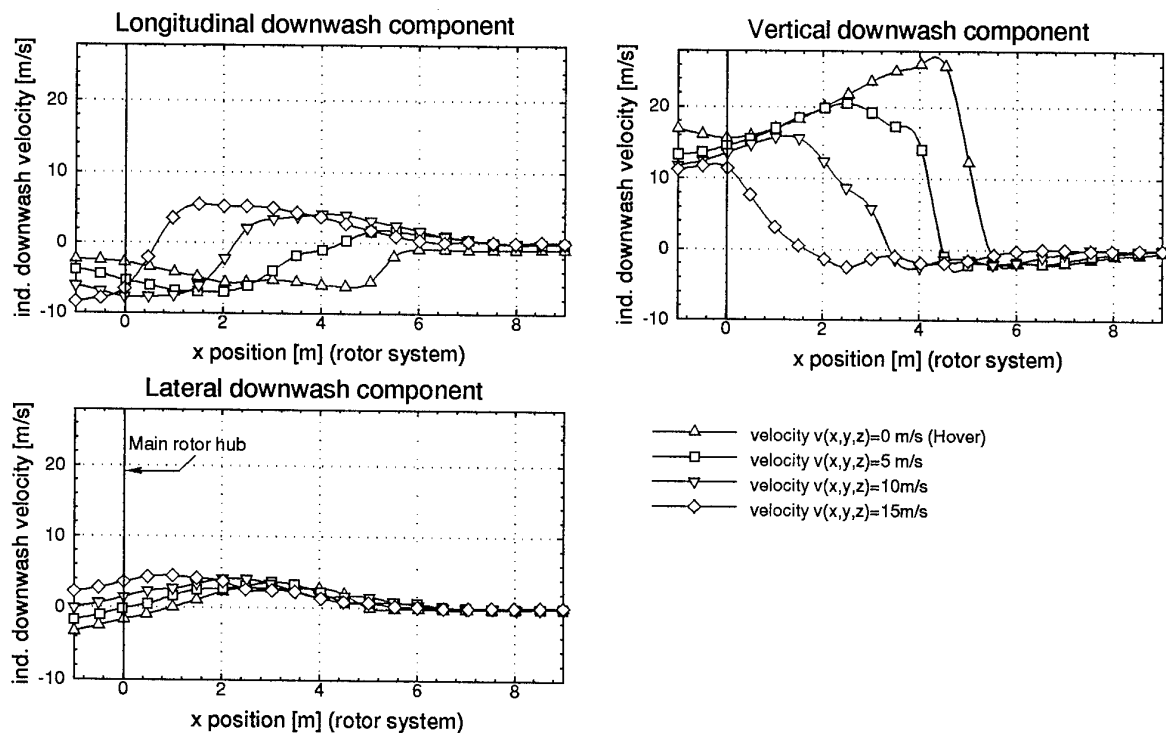 Longitudinal downwash component
ind. downwash velocity [m/s]
20
10
0
-10
0 2 4 6 8
x position [m] (rotor system)
Vertical downwash component
ind. downwash velocity [m/s]
20
10
0
-10
0 2 4 6 8
x position [m] (rotor system)
Lateral downwash component
ind. downwash velocity [m/s]
Main rotor hub
20
10
0
-10
0 2 4 6 8
x position [m] (rotor system)
velocity v(x,y,z)=0 m/s (Hover)
velocity v(x,y,z)=5 m/s
velocity v(x,y,z)=10m/s
velocity v(x,y,z)=15m/s